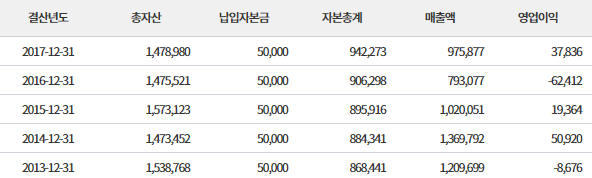 결산년도 총자산 납입자본금 자본총계 매출액 영업이익
2017-12-31 1,478,980 50,000 942,273 975,877 37,836
2016-12-31 1,475,521 50,000 906,298 793,077 -62,412
2015-12-31 1,573,123 50,000 895,916 1,020,051 19,364
2014-12-31 1,473,452 50,000 884,341 1,369,792 50,920
2013-12-31 1,538,768 50,000 868,441 1,209,699 -8,676